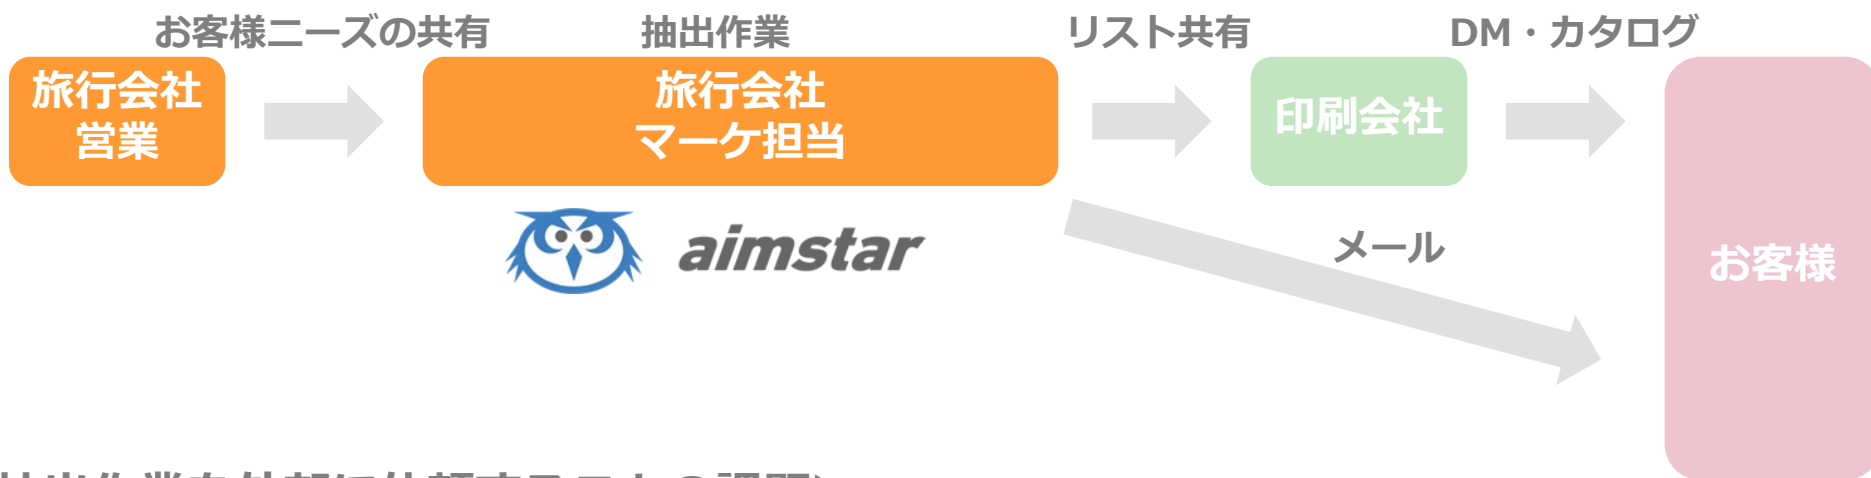 お客様ニーズの共有
抽出作業
リスト共有
DM・カタログ
旅行会社
営業
旅行会社
マーケ担当
印刷会社
aimstar
メール
お客様